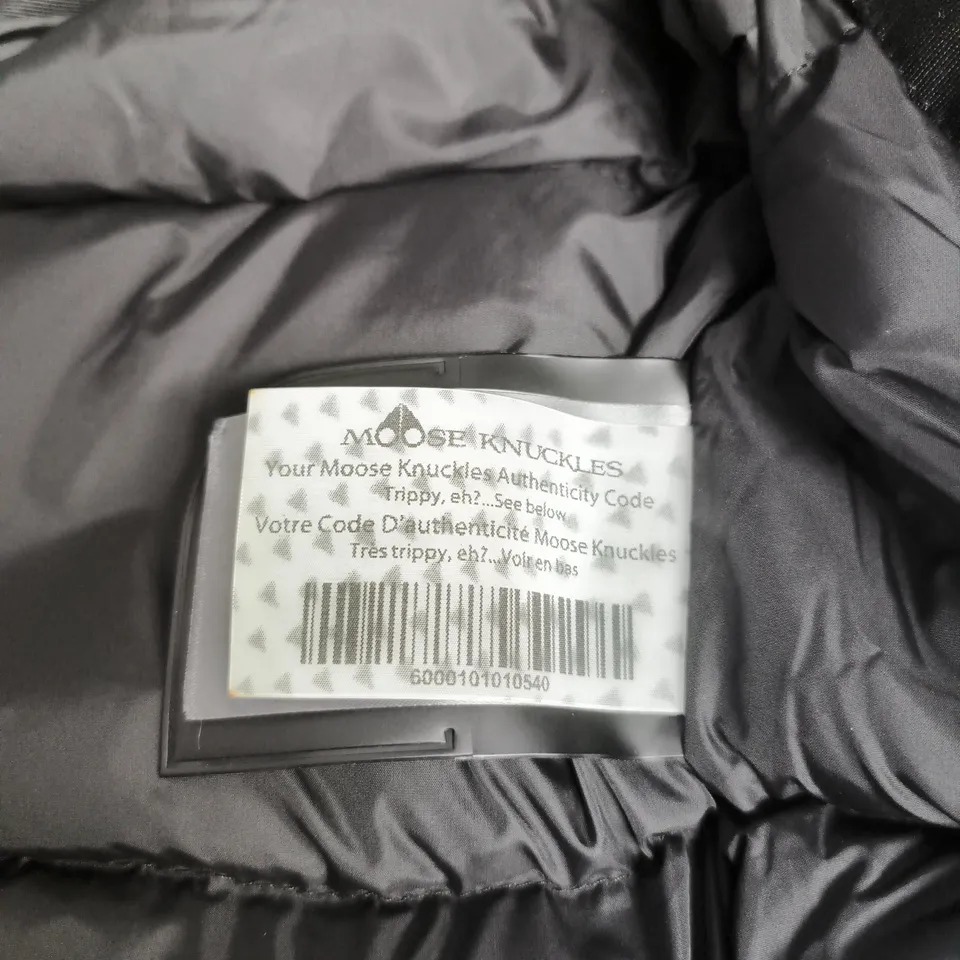 MOOSE KNUCKLES
Your Moose Knuckles Authenticity Code
Trippy, eh?...See below
Votre Code D'authenticité Moose Knuckles
Très trippy, eh?...Voir en bas
6000101010540